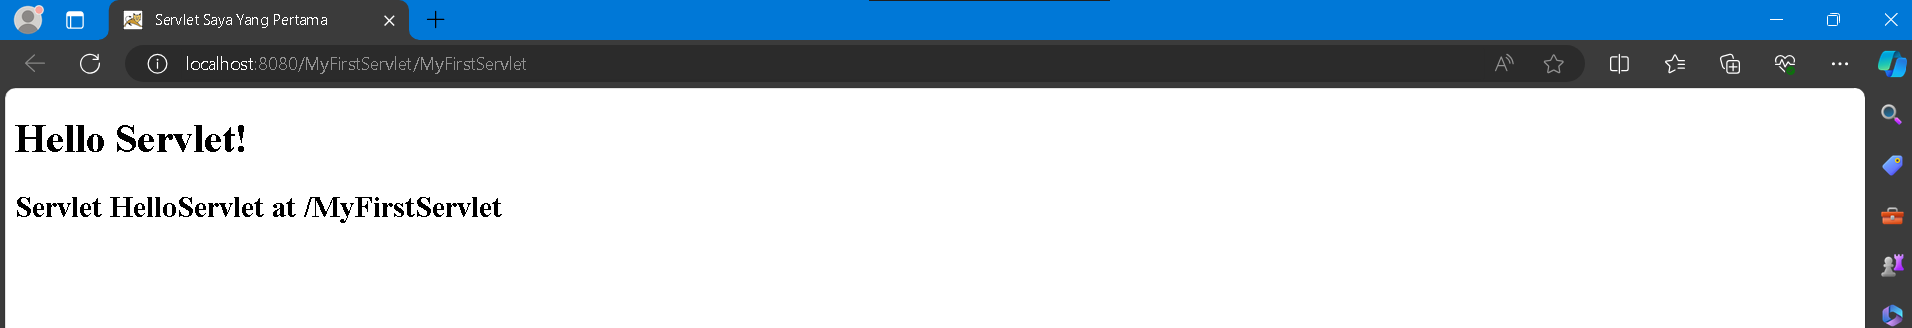 Servlet Saya Yang Pertama
localhost:8080/MyFirstServlet/MyFirstServlet
Hello Servlet!
Servlet HelloServlet at /MyFirstServlet